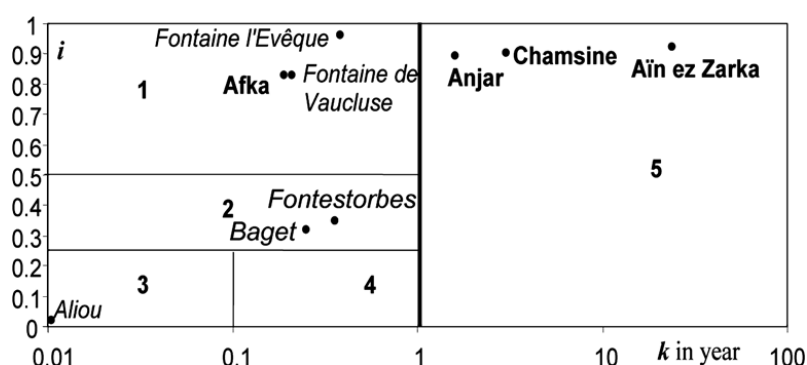 1
0.9
0.8
0.7
0.6
0.5
0.4
0.3
0.2
0.1
0
i
Fontaine l'Evêque
Afka
Fontaine de
Vaucluse
1
Anjar
Chamsine
Aïn ez Zarka
5
2
Fontestorbes
Baget
3
4
Aliou
0.01
0.1
1
10
k in year
100